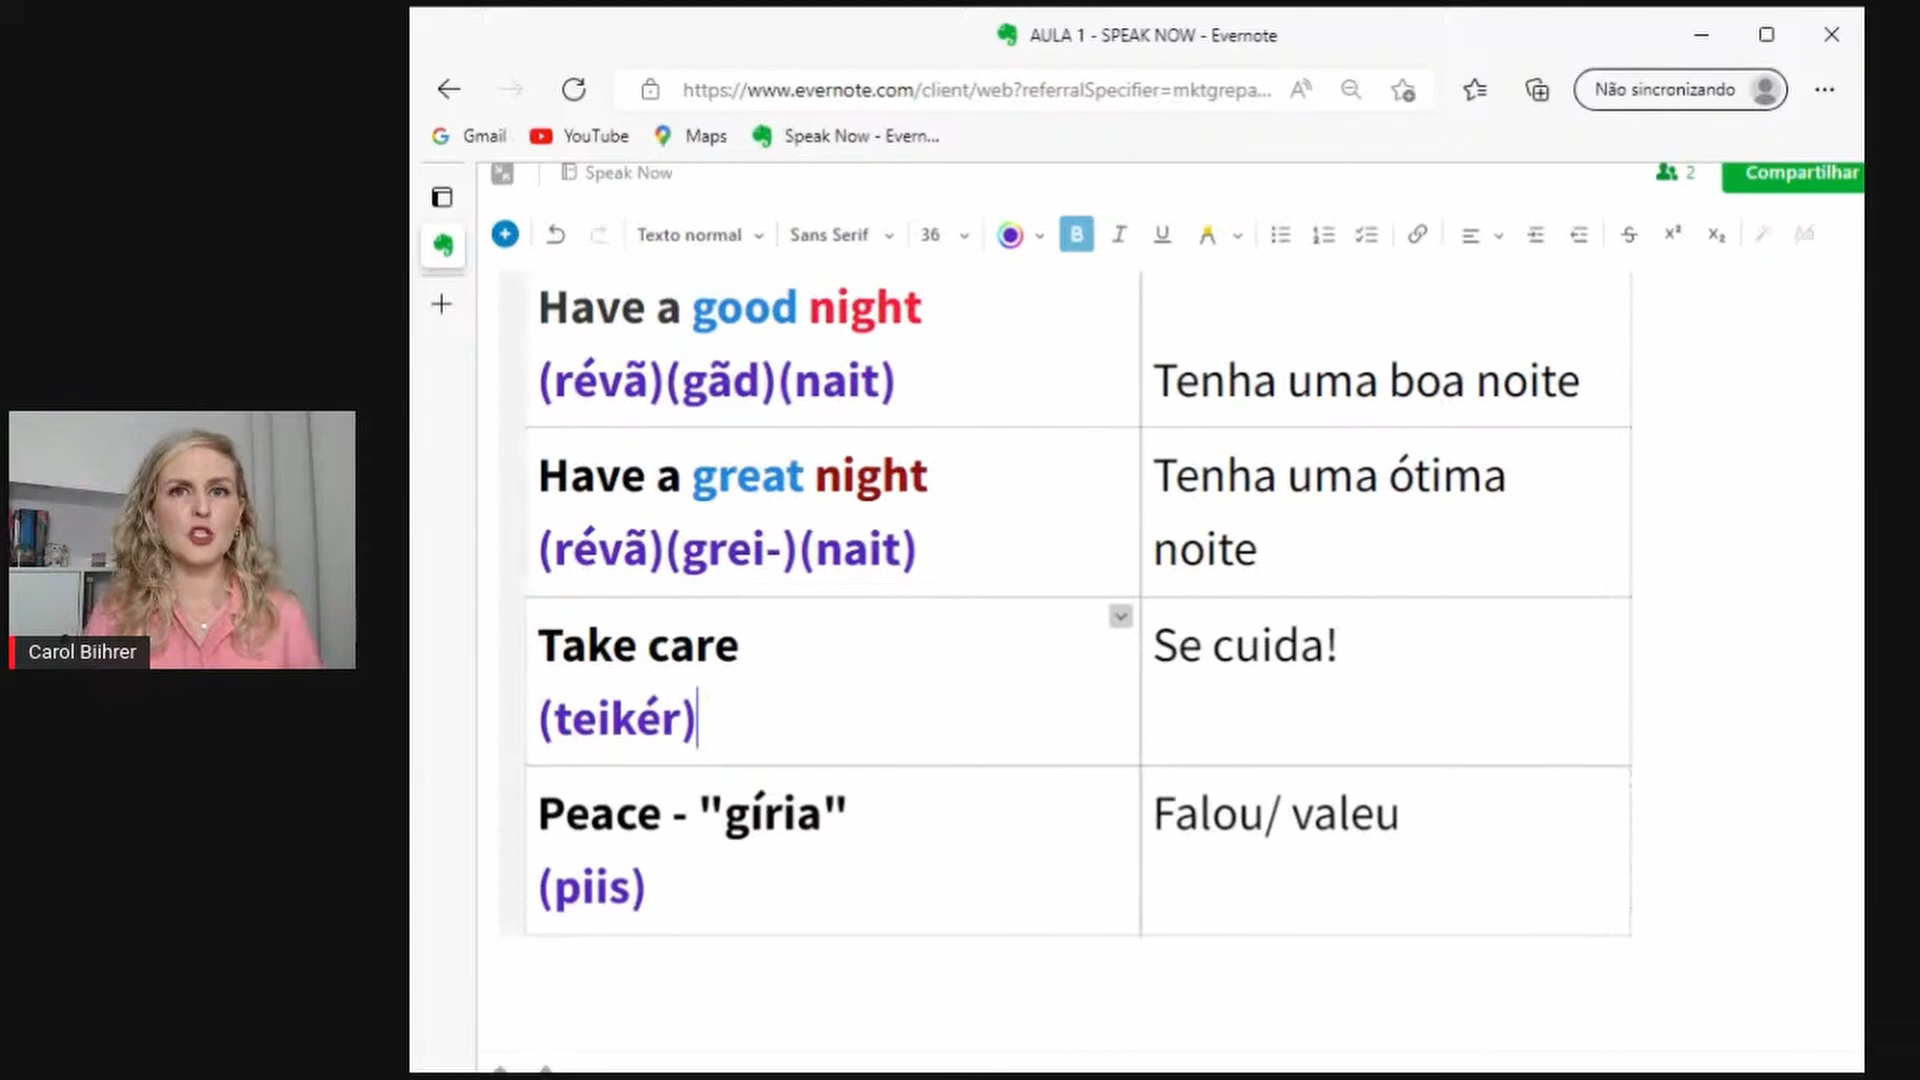 AULA 1 - SPEAK NOW - Evernote
https://www.evernote.com/client/web?referralSpecifier=mktgrepa...
Não sincronizando
Gmail
YouTube
Maps
Speak Now - Evern...
Speak Now
2
Compartilhar
Texto normal
Sans Serif
36
B I U
Have a good night
(révã)(gãd)(nait)
Tenha uma boa noite
Have a great night
(révã)(grei-)(nait)
Tenha uma ótima
noite
Take care
(teikér)
Se cuida!
Peace - "gíria"
(piis)
Falou/ valeu
Carol Biihrer